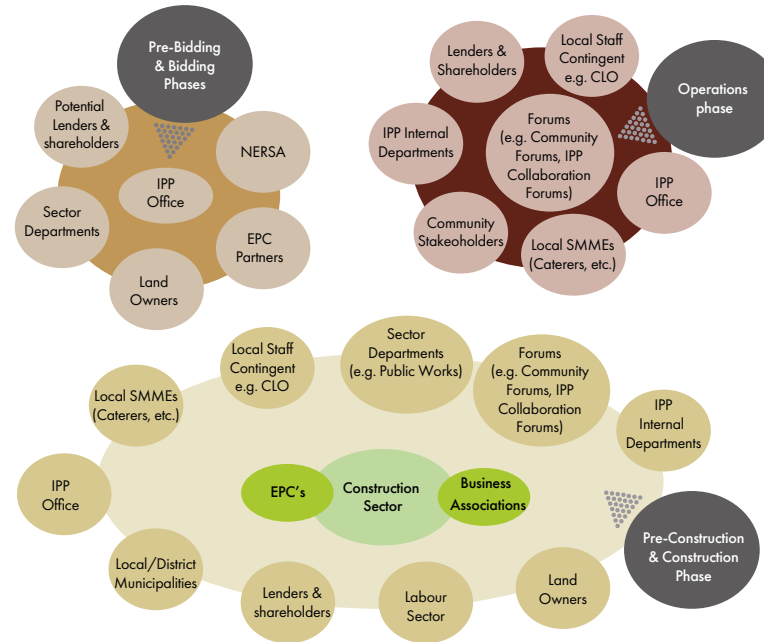 Pre-Bidding
& Bidding
Phases
Potential
Lenders &
shareholders
NERSA
IPP
Office
Sector
Departments
EPC
Partners
Land
Owners
Lenders &
Shareholders
Local Staff
Contingent
e.g. CLO
Operations
phase
IPP Internal
Departments
Forums
(e.g. Community
Forums, IPP
Collaboration
Forums)
IPP
Office
Community
Stakeoholders
Local SMMEs
(Caterers, etc.)
Sector
Departments
(e.g. Public Works)
Local Staff
Contingent
e.g. CLO
Forums
(e.g. Community
Forums, IPP
Collaboration
Forums)
Local SMMEs
(Caterers, etc.)
IPP
Internal
Departments
IPP
Office
EPC's
Construction
Sector
Business
Associations
Pre-Construction
& Construction
Phase
Local/District
Municipalities
Lenders &
shareholders
Labour
Sector
Land
Owners